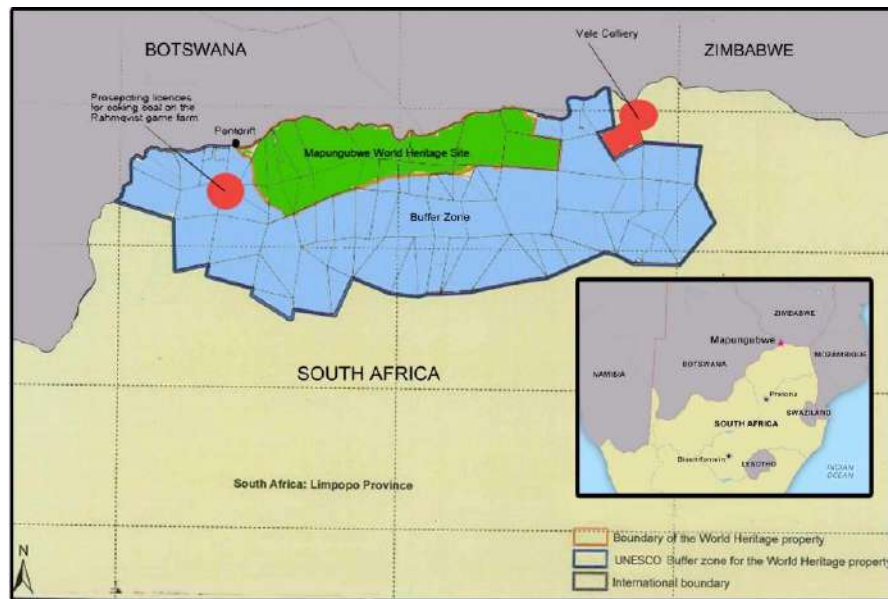 BOTSWANA
Vele Colliery
ZIMBABWE
Prospecting licences
for coking coal on the
Rahmqvist game farm
Pontdrift
Mapungubwe World Heritage Site
Buffer Zone
SOUTH AFRICA
South Africa: Limpopo Province
ZIMBABWE
Mapungubwe
MOZAMBIQUE
BOTSWANA
NAMIBIA
Pretoria
SWAZILAND
SOUTH AFRICA
Bloemfontein
LESOTHO
INDIAN
OCEAN
N
Boundary of the World Heritage property
UNESCO Buffer zone for the World Heritage property
International boundary